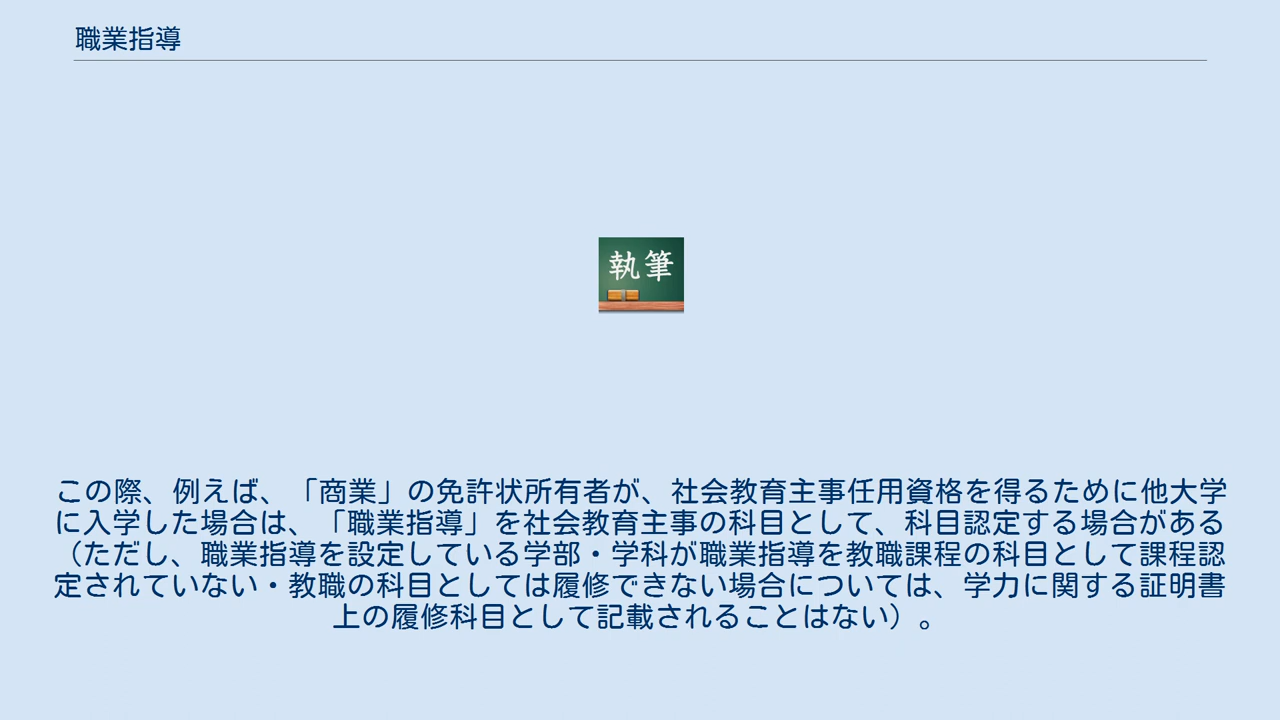 職業指導
執筆
この際、例えば、「商業」の免許状所有者が、社会教育主事任用資格を得るために他大学
に入学した場合は、「職業指導」を社会教育主事の科目として、科目認定する場合がある
（ただし、職業指導を設定している学部・学科が職業指導を教職課程の科目として課程認
定されていない・教職の科目としては履修できない場合については、学力に関する証明書
上の履修科目として記載されることはない）。